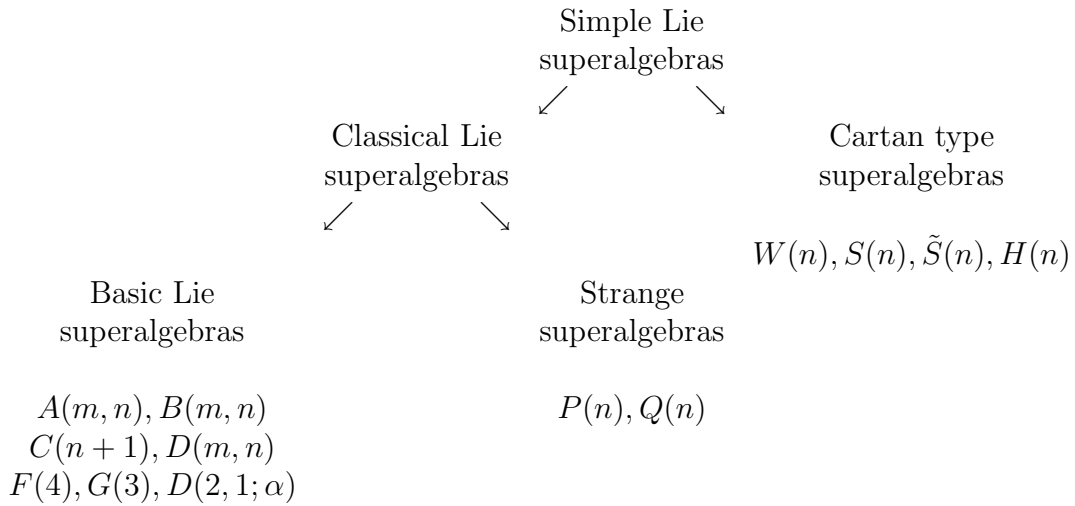 Simple Lie
superalgebras
Classical Lie
superalgebras
Cartan type
superalgebras
W(n), S(n), S̃(n), H(n)
Basic Lie
superalgebras
Strange
superalgebras
A(m, n), B(m, n)
C(n + 1), D(m, n)
F(4), G(3), D(2, 1; α)
P(n), Q(n)